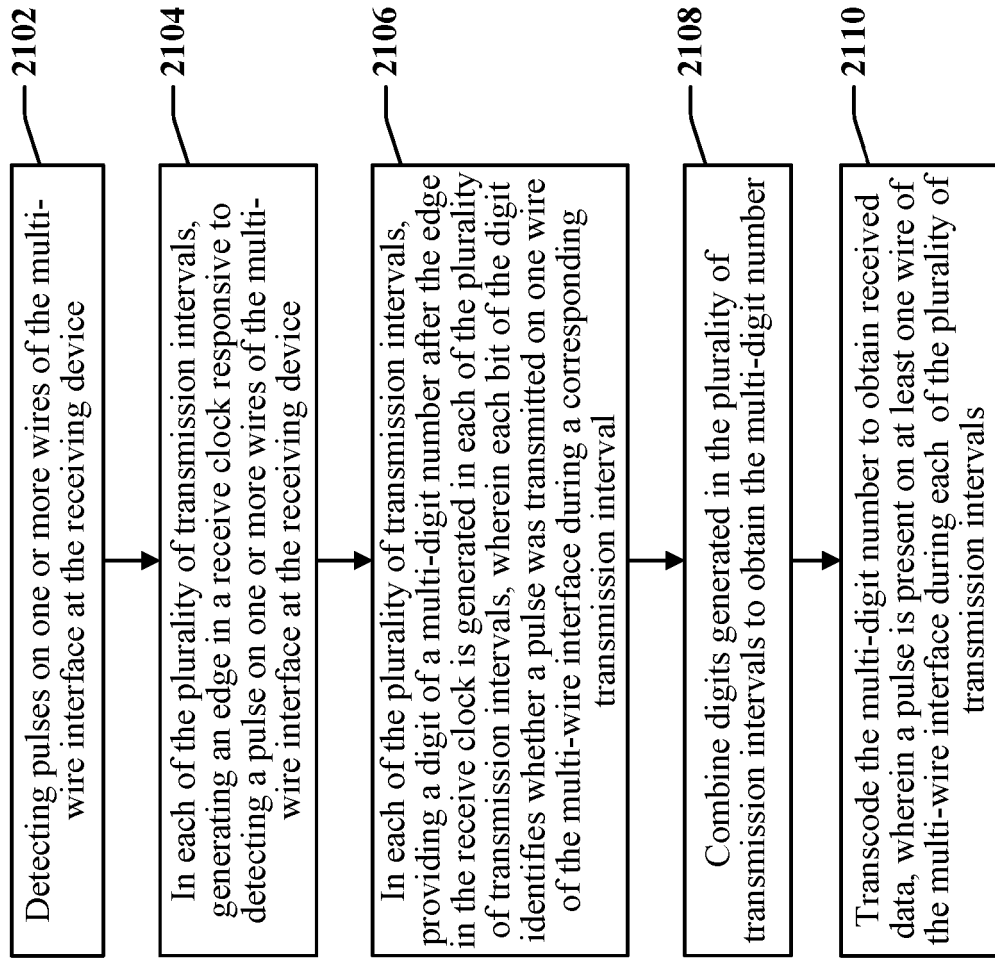 2102
Detecting pulses on one or more wires of the multi-
wire interface at the receiving device
2104
In each of the plurality of transmission intervals,
generating an edge in a receive clock responsive to
detecting a pulse on one or more wires of the multi-
wire interface at the receiving device
2106
In each of the plurality of transmission intervals,
providing a digit of a multi-digit number after the edge
in the receive clock is generated in each of the plurality
of transmission intervals, wherein each bit of the digit
identifies whether a pulse was transmitted on one wire
of the multi-wire interface during a corresponding
transmission interval
2108
Combine digits generated in the plurality of
transmission intervals to obtain the multi-digit number
2110
Transcode the multi-digit number to obtain received
data, wherein a pulse is present on at least one wire of
the multi-wire interface during each of the plurality of
transmission intervals